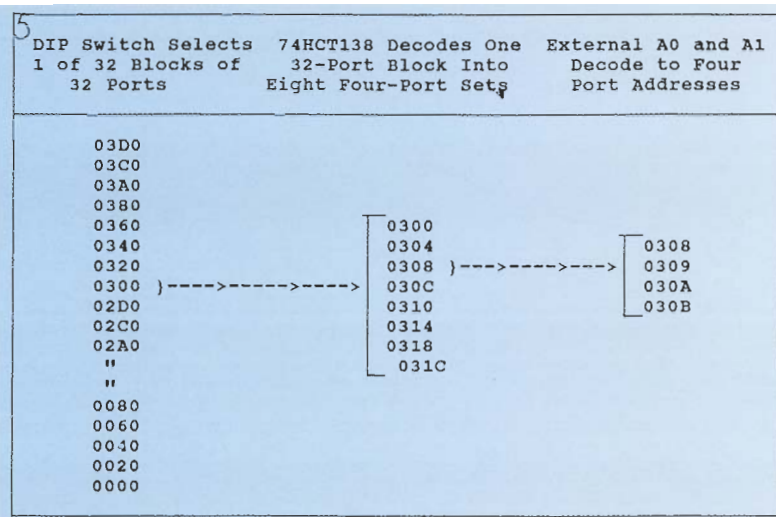 5
DIP Switch Selects 74HCT138 Decodes One External A0 and A1
1 of 32 Blocks of 32-Port Block Into Decode to Four
32 Ports Eight Four-Port Sets Port Addresses
03D0
03C0
03A0
0380
0360 0300
0340 0304 0308
0320 0308 }--->----->---> 0309
0300 }---->----->----> 030C 030A
02D0 0310 030B
02C0 0314
02A0 0318
" 031C
"
0080
0060
0040
0020
0000